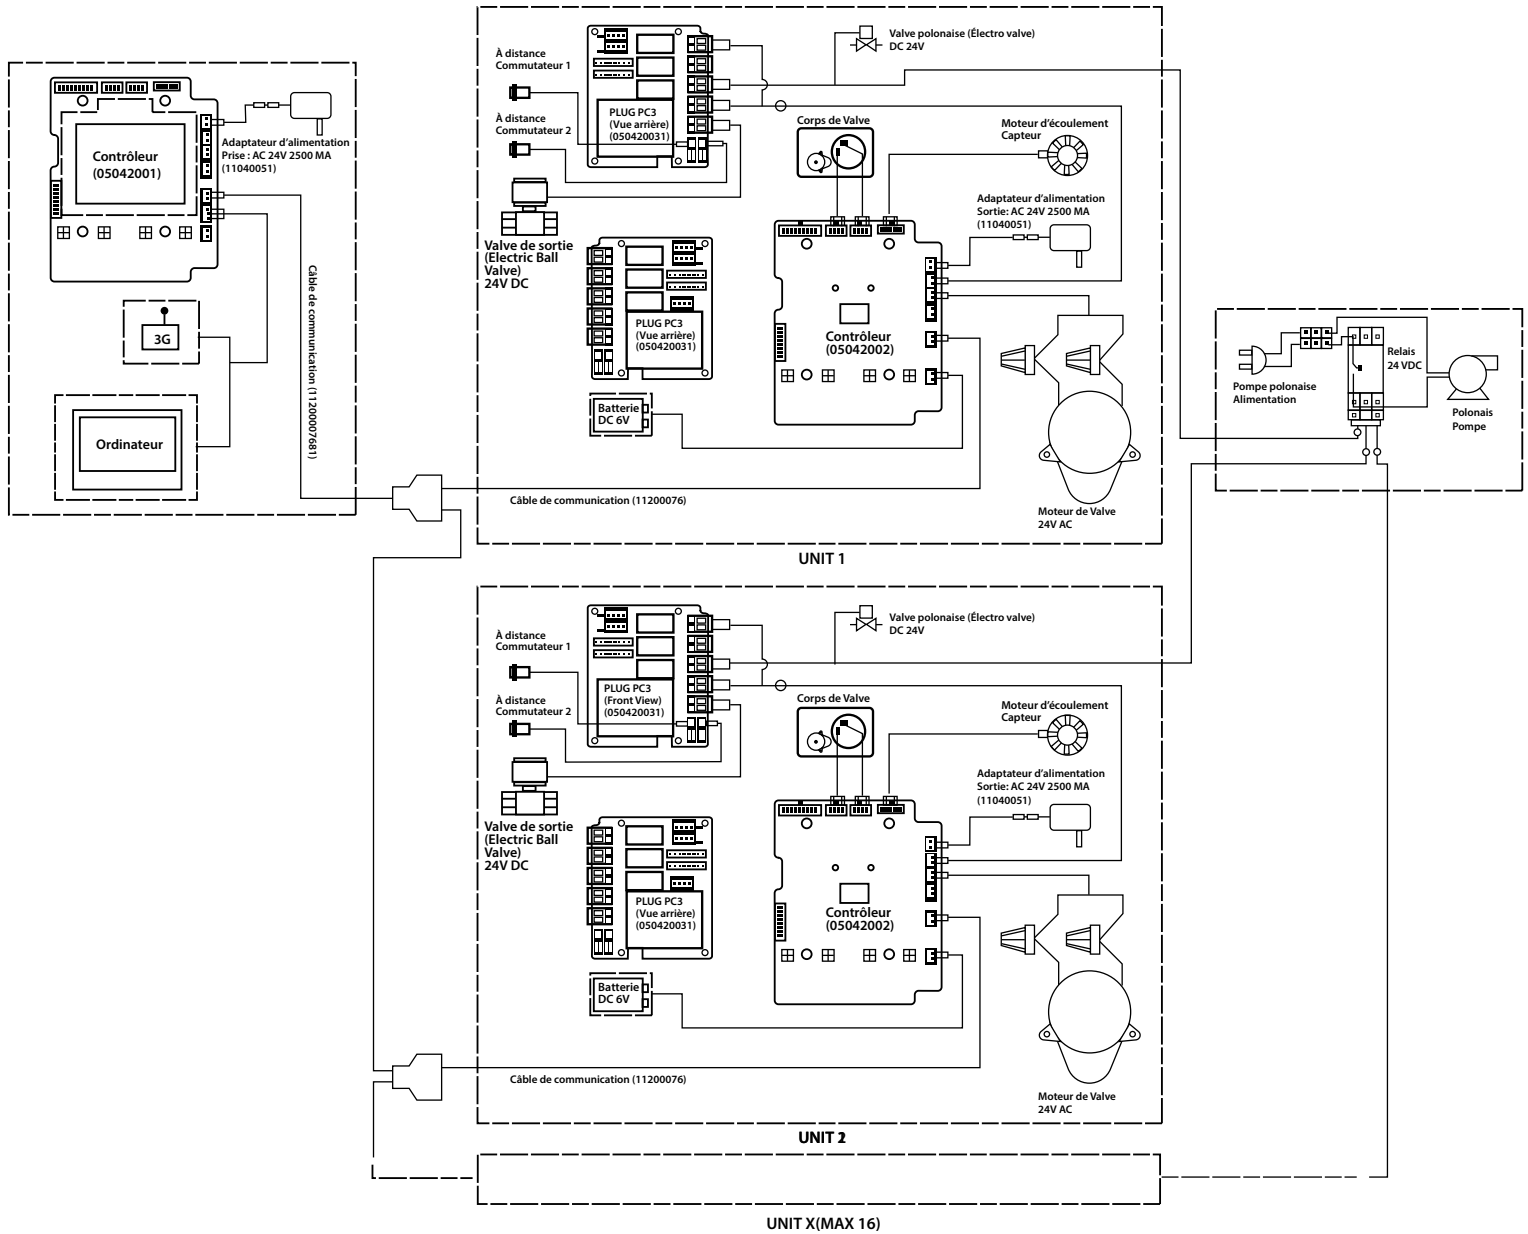 Contrôleur
(05042001)
Adaptateur d'alimentation
Prise : AC 24V 2500 MA
(11040051)
Câble de communication (11200007681)
3G
Ordinateur
À distance
Commutateur 1
À distance
Commutateur 2
PLUG PC3
(Vue arrière)
(050420031)
Valve polonaise (Électro valve)
DC 24V
Corps de Valve
Moteur d'écoulement
Capteur
Adaptateur d'alimentation
Sortie: AC 24V 2500 MA
(11040051)
Valve de sortie
(Electric Ball
Valve)
24V DC
PLUG PC3
(Vue arrière)
(050420031)
Contrôleur
(05042002)
Batterie
DC 6V
Câble de communication (11200076)
Moteur de Valve
24V AC
UNIT 1
Pompe polonaise
Alimentation
Relais
24 VDC
Polonais
Pompe
À distance
Commutateur 1
À distance
Commutateur 2
PLUG PC3
(Front View)
(050420031)
Valve polonaise (Électro valve)
DC 24V
Corps de Valve
Moteur d'écoulement
Capteur
Adaptateur d'alimentation
Sortie: AC 24V 2500 MA
(11040051)
Valve de sortie
(Electric Ball
Valve)
24V DC
PLUG PC3
(Vue arrière)
(050420031)
Contrôleur
(05042002)
Batterie
DC 6V
Câble de communication (11200076)
Moteur de Valve
24V AC
UNIT 2
UNIT X(MAX 16)